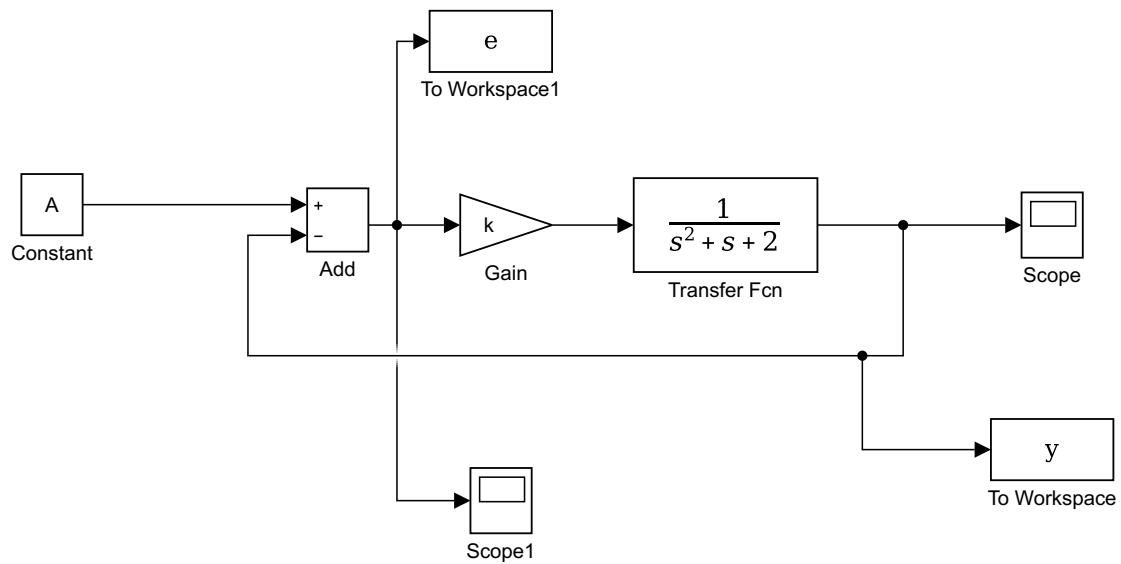 e
To Workspace1
A
Constant
+
−
Add
k
Gain
1
s² + s + 2
Transfer Fcn
Scope
y
To Workspace
Scope1